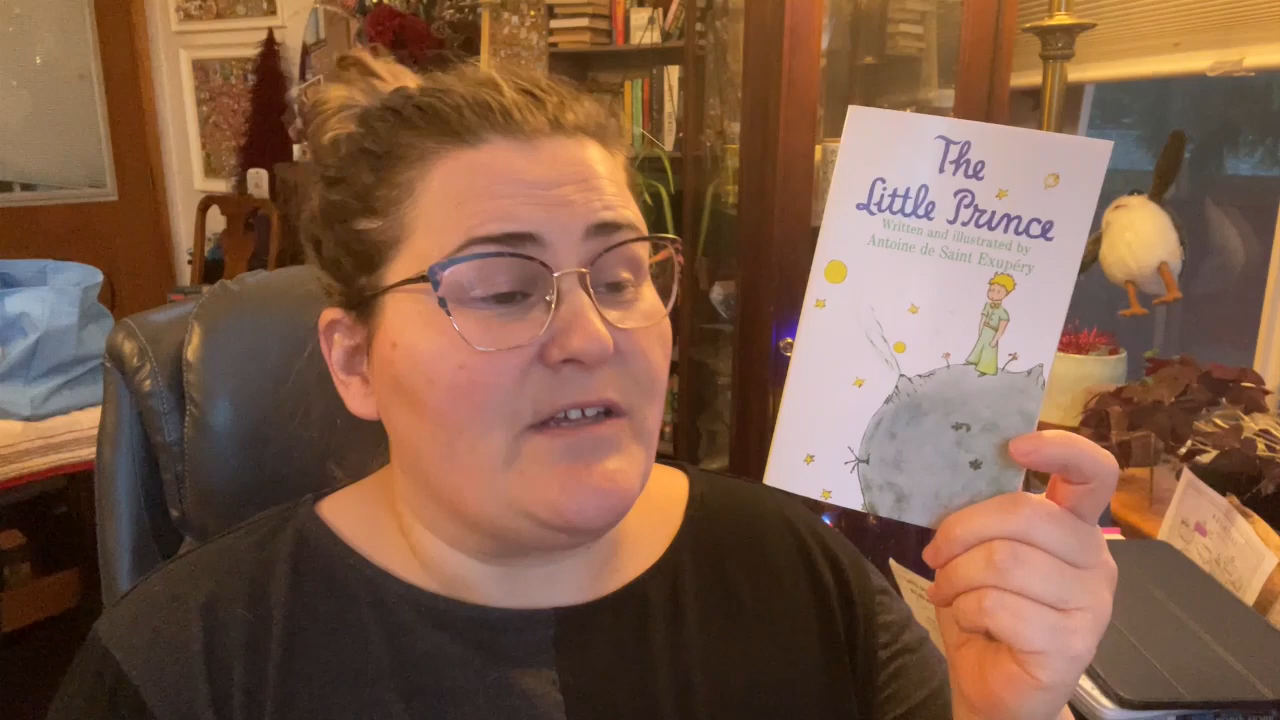 The
Little Prince
Written and illustrated by
Antoine de Saint Exupéry